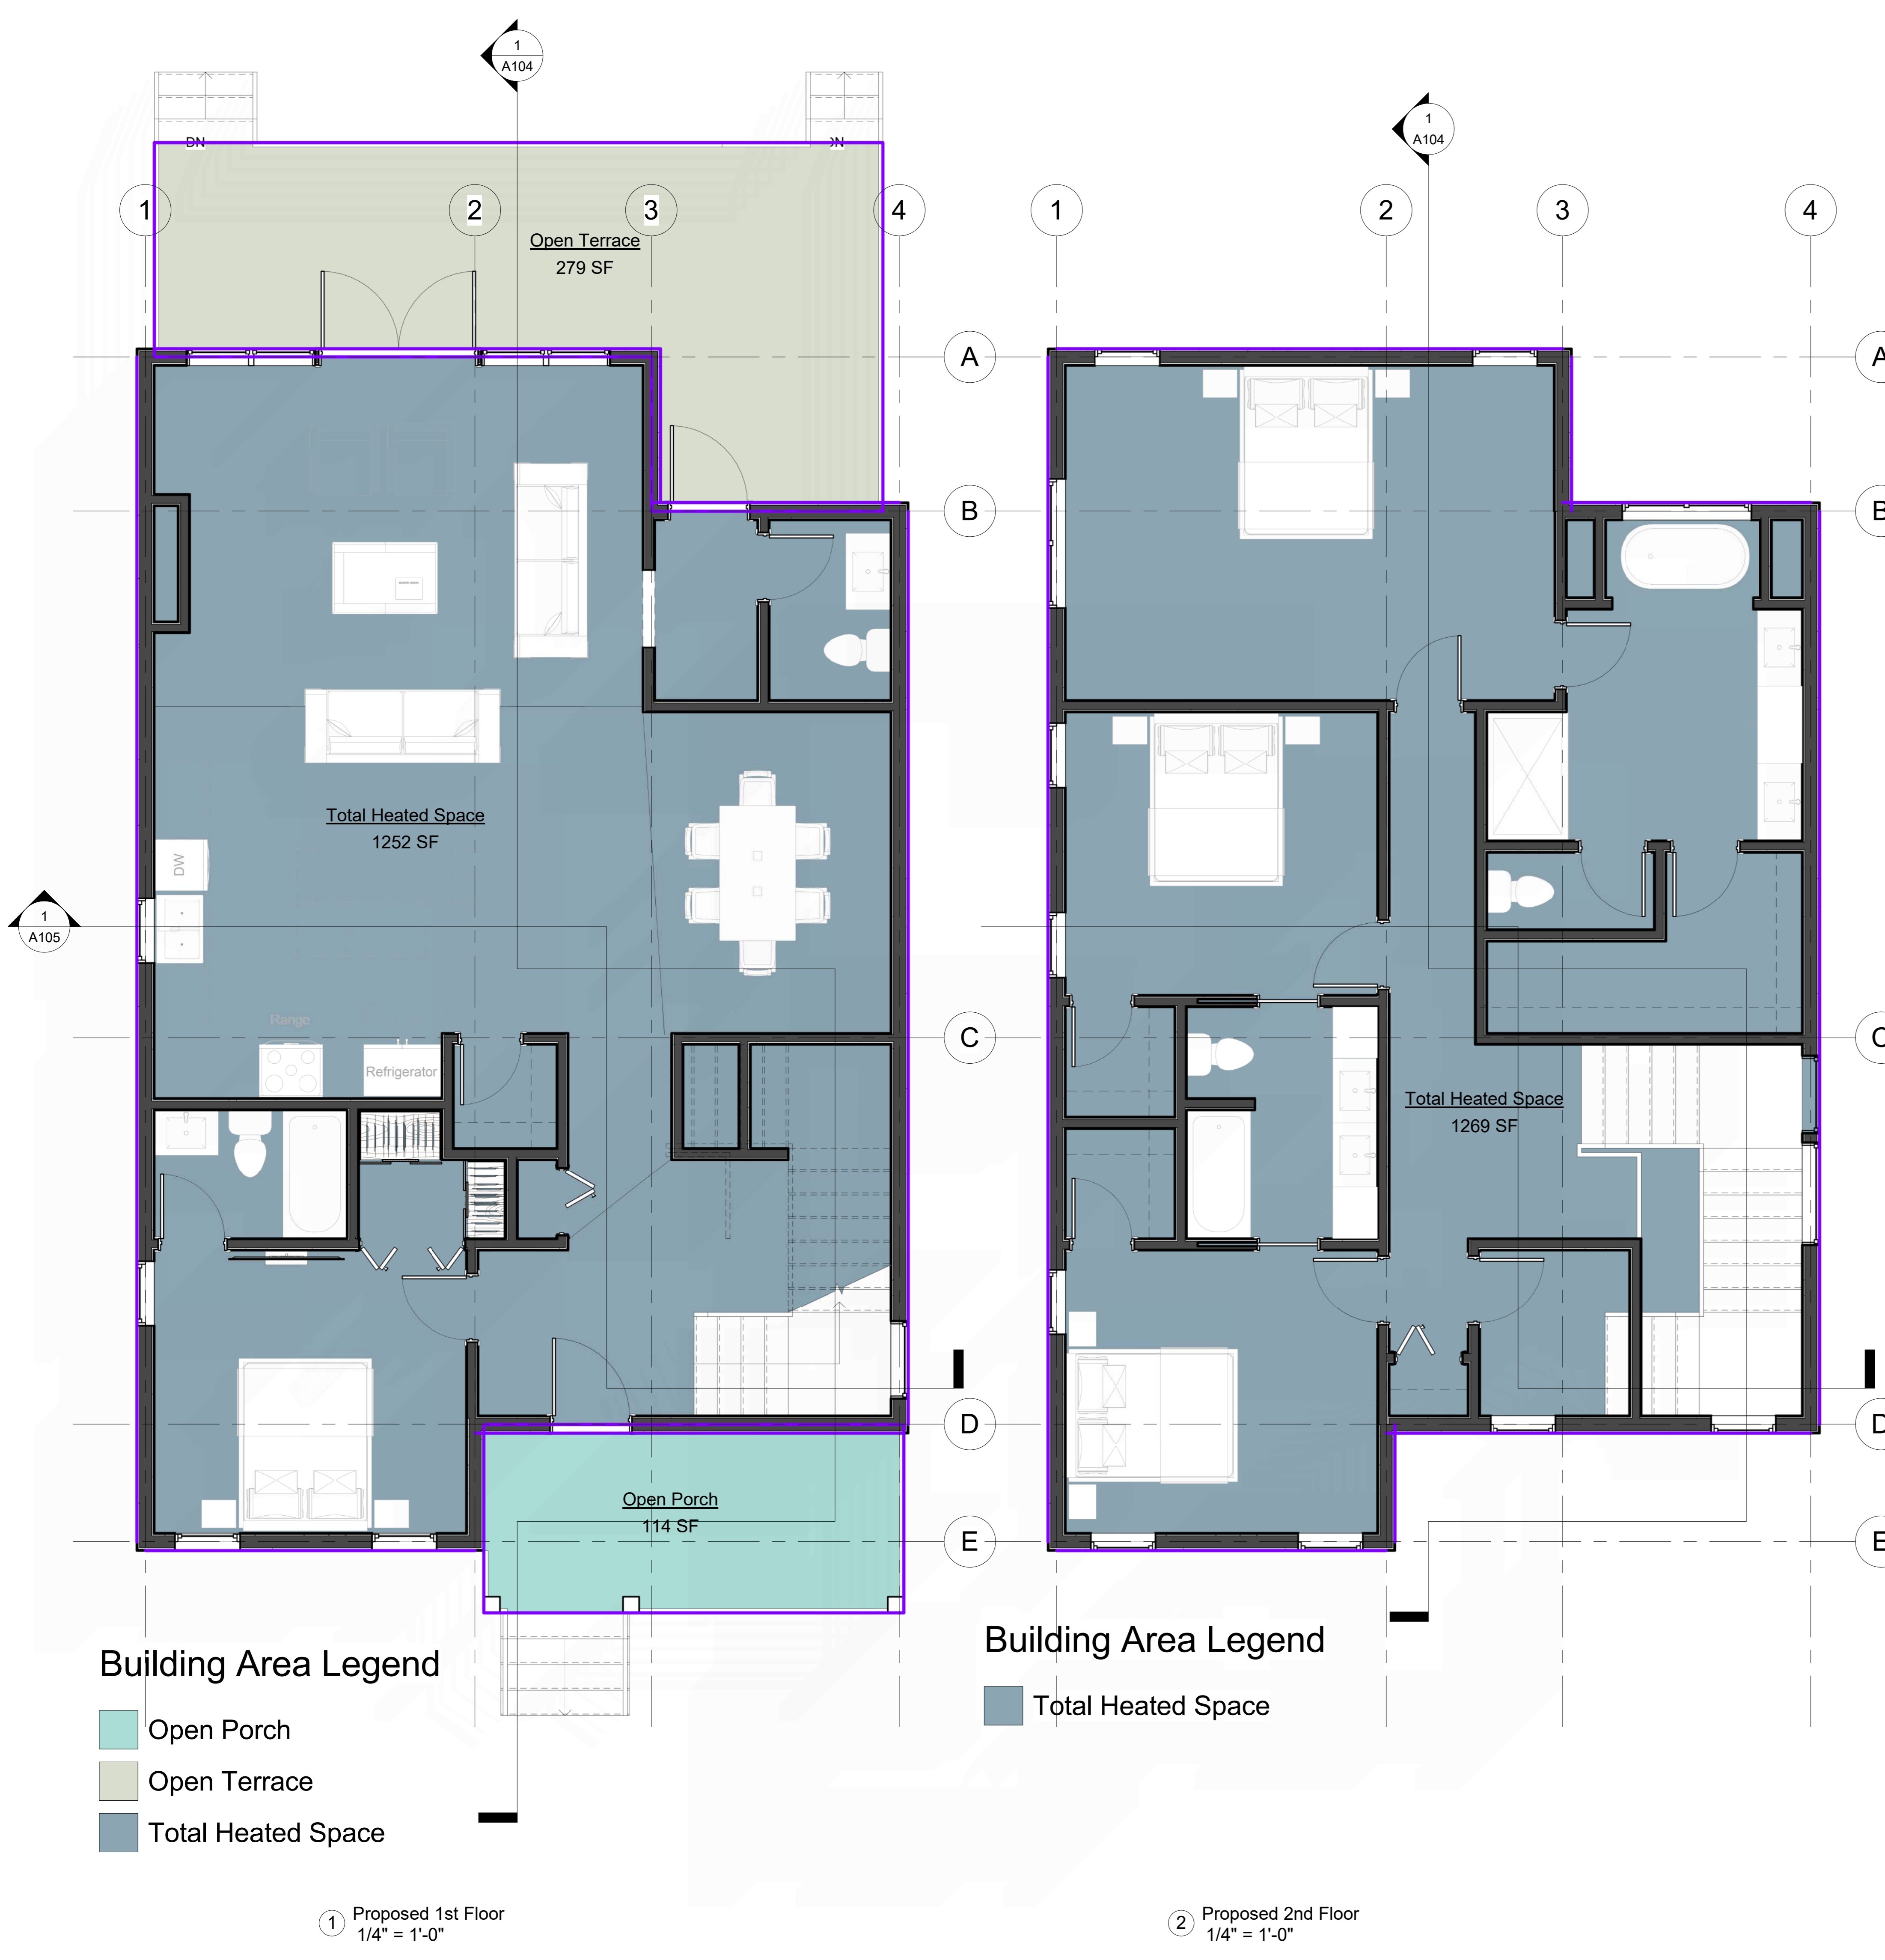 1
A104
1
A104
DN
DN
1
2
3
4
1
2
3
4
Open Terrace
279 SF
A
A
B
B
Total Heated Space
1252 SF
DW
1
A105
Range
C
C
Refrigerator
Total Heated Space
1269 SF
D
D
Open Porch
114 SF
E
E
Building Area Legend
Open Porch
Open Terrace
Total Heated Space
Building Area Legend
Total Heated Space
1
Proposed 1st Floor
1/4" = 1'-0"
2
Proposed 2nd Floor
1/4" = 1'-0"